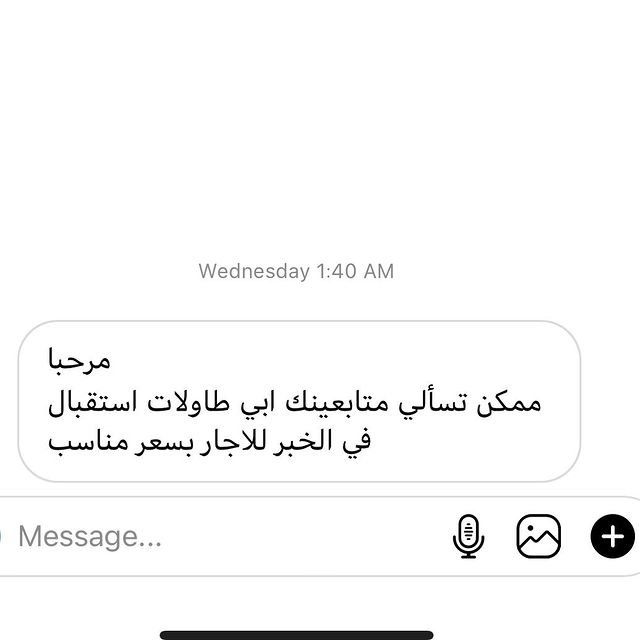 Wednesday 1:40 AM
مرحبا
ممكن تسألي متابعينك ابي طاولات استقبال
في الخبر للاجار بسعر مناسب
Message...